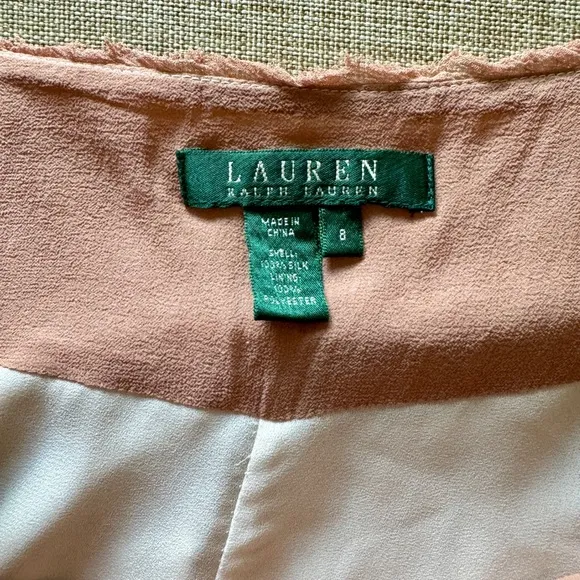 LAUREN
RALPH LAUREN
MADE IN
CHINA
8
SHELL:
100% SILK
LINING:
100%
POLYESTER